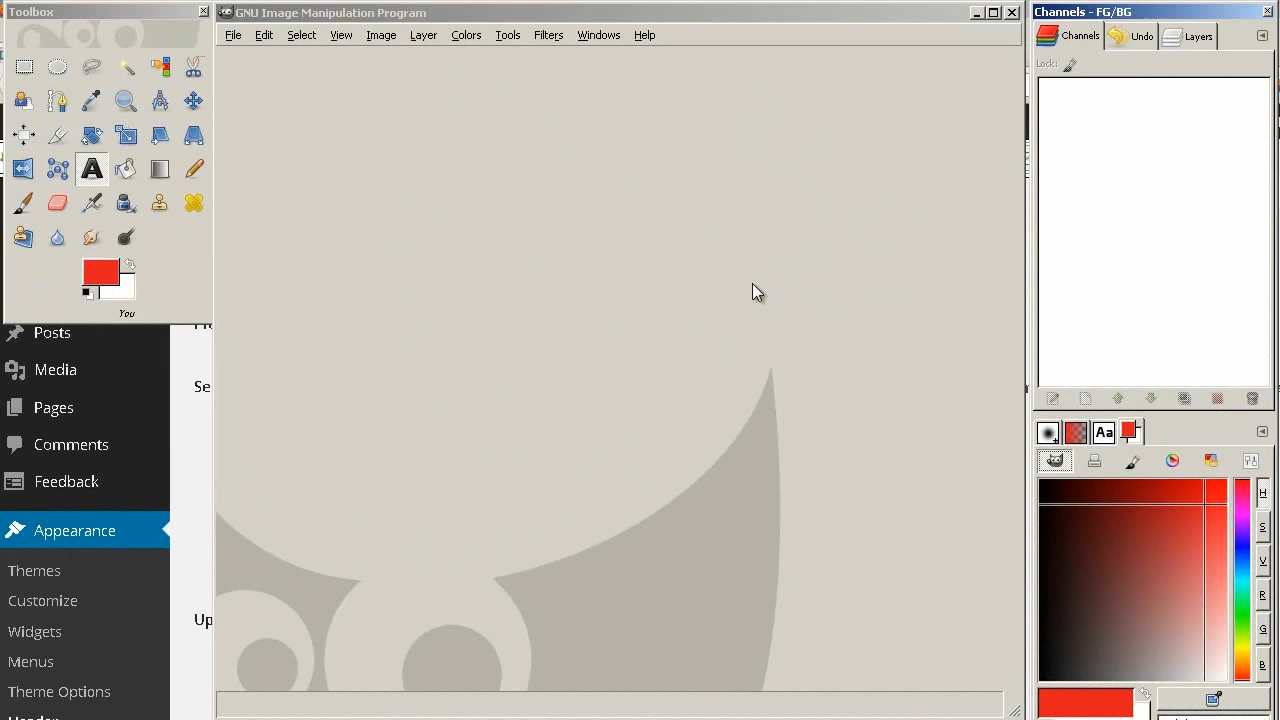 Toolbox
GNU Image Manipulation Program
Channels - FG/BG
File Edit Select View Image Layer Colors Tools Filters Windows Help
Channels Undo Layers
Lock:
A
You
Posts
Media
Pages
Comments
Feedback
Appearance
Themes
Customize
Widgets
Menus
Theme Options
Header
Se
Up
Aa
H
S
V
R
G
B